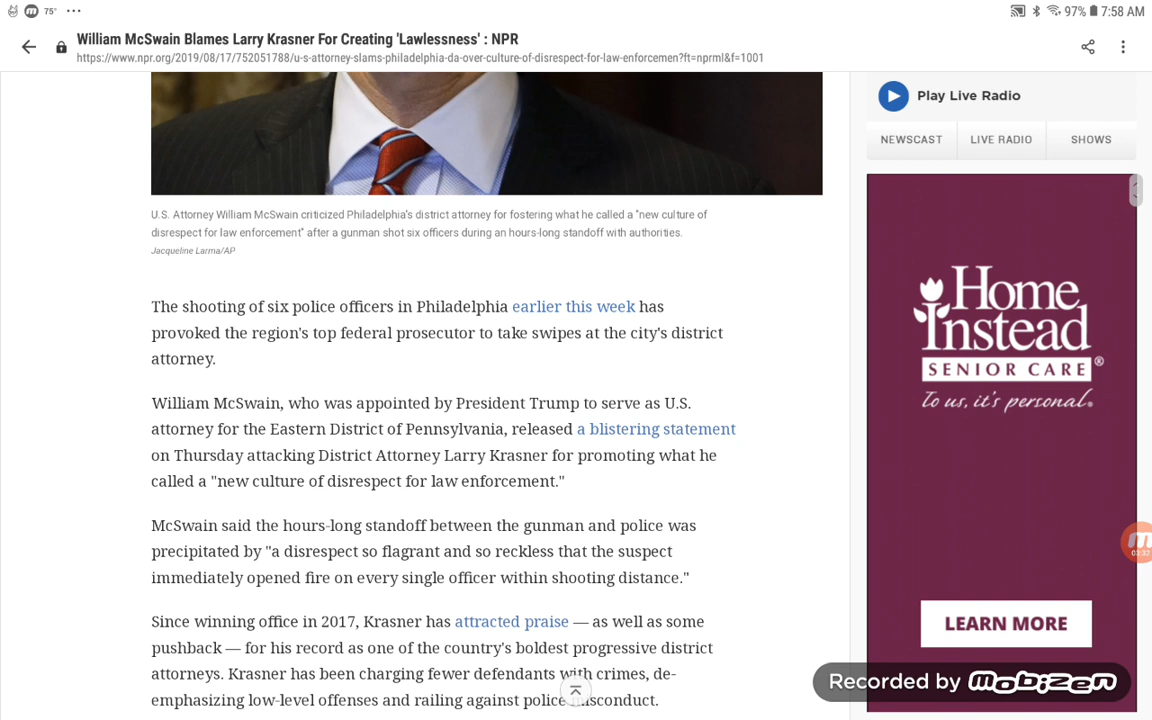 75° ...
97% 7:58 AM
William McSwain Blames Larry Krasner For Creating 'Lawlessness' : NPR
https://www.npr.org/2019/08/17/752051788/u-s-attorney-slams-philadelphia-da-over-culture-of-disrespect-for-law-enforcemen?ft=nprml&f=1001
U.S. Attorney William McSwain criticized Philadelphia's district attorney for fostering what he called a "new culture of
disrespect for law enforcement" after a gunman shot six officers during an hours-long standoff with authorities.
Jacqueline Larma/AP
The shooting of six police officers in Philadelphia earlier this week has
provoked the region's top federal prosecutor to take swipes at the city's district
attorney.
William McSwain, who was appointed by President Trump to serve as U.S.
attorney for the Eastern District of Pennsylvania, released a blistering statement
on Thursday attacking District Attorney Larry Krasner for promoting what he
called a "new culture of disrespect for law enforcement."
McSwain said the hours-long standoff between the gunman and police was
precipitated by "a disrespect so flagrant and so reckless that the suspect
immediately opened fire on every single officer within shooting distance."
Since winning office in 2017, Krasner has attracted praise — as well as some
pushback — for his record as one of the country's boldest progressive district
attorneys. Krasner has been charging fewer defendants with crimes, de-
emphasizing low-level offenses and railing against police misconduct.
Play Live Radio
NEWSCAST LIVE RADIO SHOWS
Home
Instead®
SENIOR CARE
To us, it's personal.
LEARN MORE
Recorded by mobizen